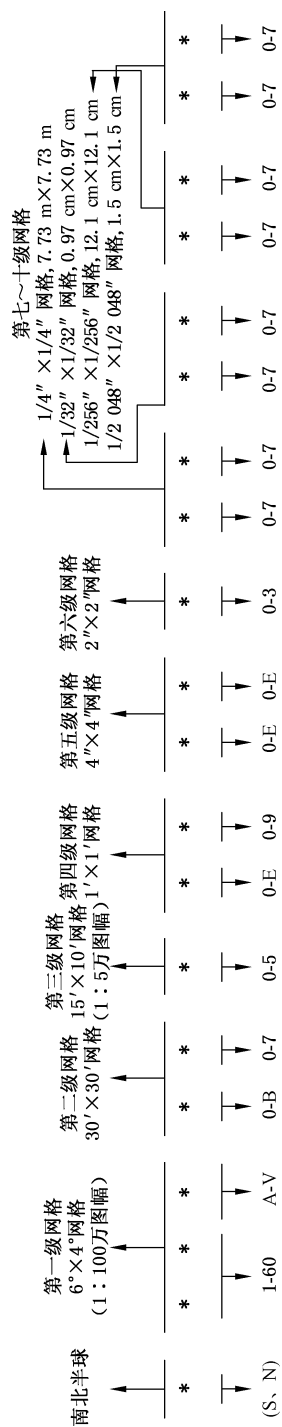 南北半球
第一级网格
6°×4°网格
(1∶100万图幅)
第二级网格
30′×30′网格
第三级网格
15′×10′网格
(1∶5万图幅)
第四级网格
1′×1′网格
第五级网格
4″×4″网格
第六级网格
2″×2″网格
第七～十级网格
1/4″×1/4″ 网格,7.73 m×7.73 m
1/32″×1/32″ 网格,0.97 cm×0.97 cm
1/256″×1/256″ 网格,12.1 cm×12.1 cm
1/2 048″×1/2 048″ 网格,1.5 cm×1.5 cm
* * * * * * * * * * * * * * * * * * * * *
(S、N) 1-60 A-V 0-B 0-7 0-5 0-E 0-9 0-E 0-E 0-3 0-7 0-7 0-7 0-7 0-7 0-7 0-7 0-7